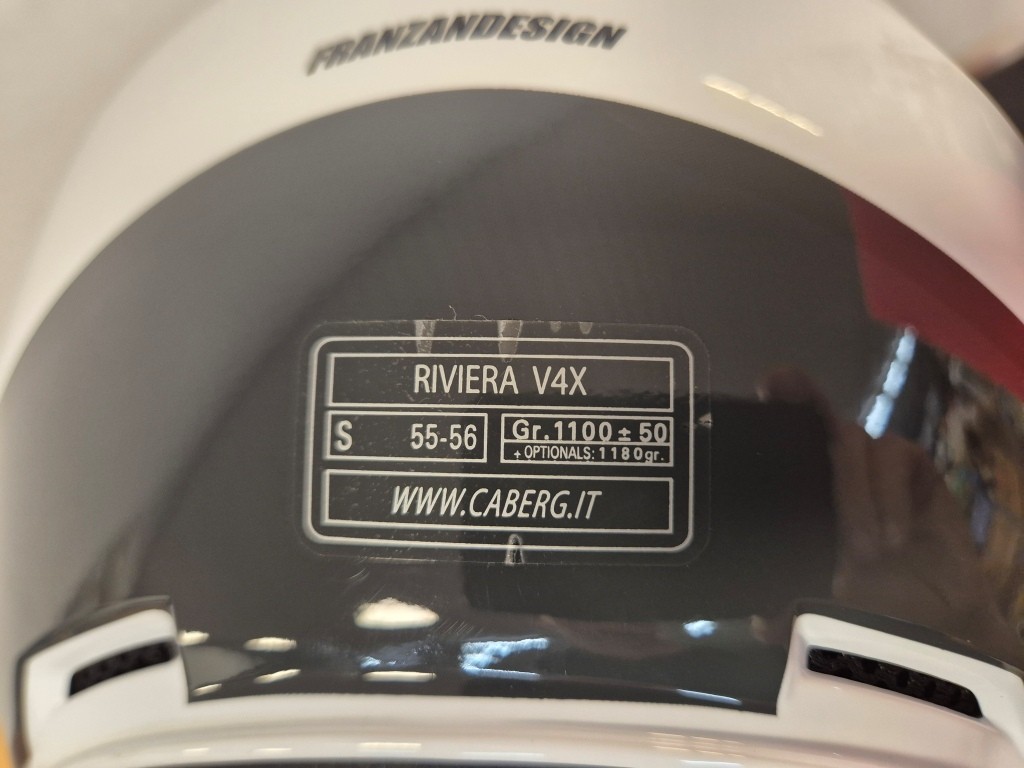 FRANZANDESIGN
RIVIERA V4X
S 55-56
Gr.1100 ± 50
+ OPTIONALS: 1180gr.
WWW.CABERG.IT